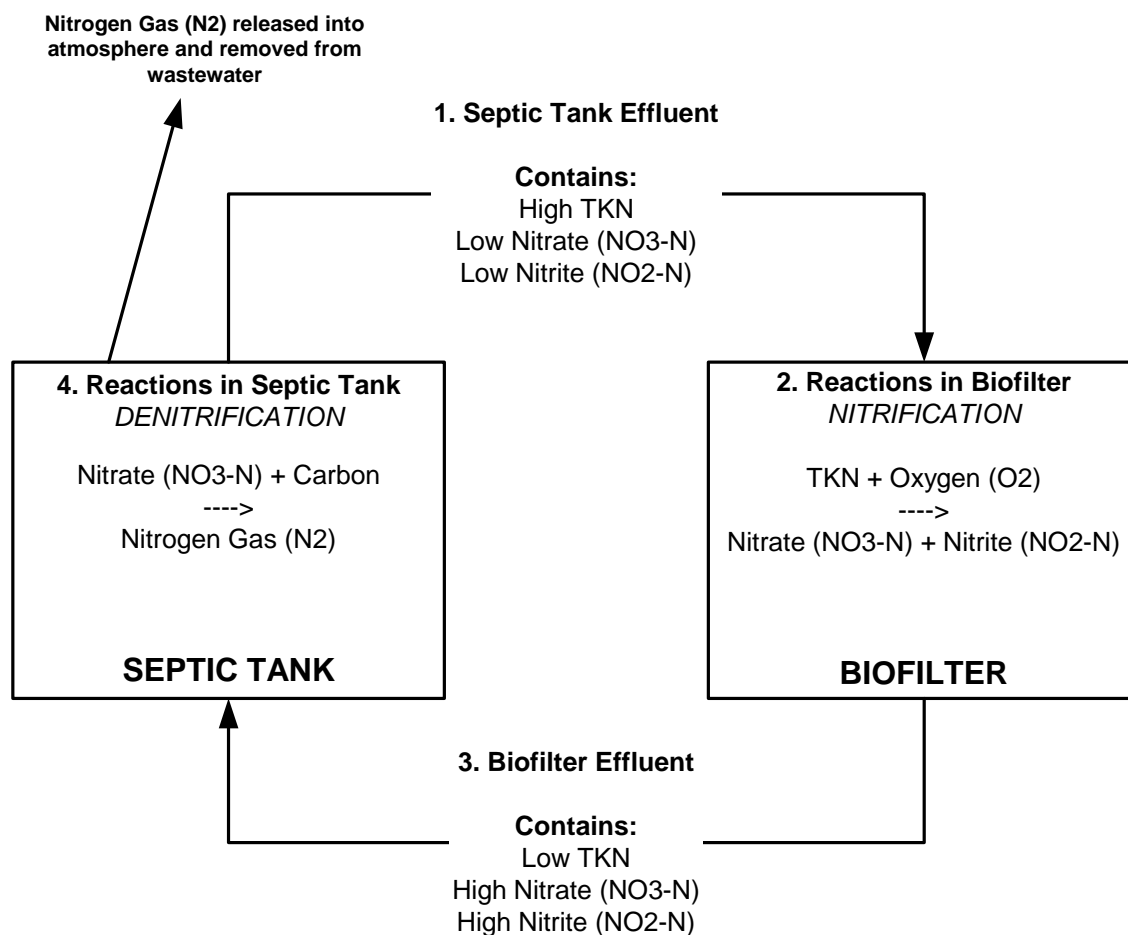 Nitrogen Gas (N2) released into
atmosphere and removed from
wastewater
1. Septic Tank Effluent
Contains:
High TKN
Low Nitrate (NO3-N)
Low Nitrite (NO2-N)
4. Reactions in Septic Tank
DENITRIFICATION
Nitrate (NO3-N) + Carbon
---->
Nitrogen Gas (N2)
SEPTIC TANK
2. Reactions in Biofilter
NITRIFICATION
TKN + Oxygen (O2)
---->
Nitrate (NO3-N) + Nitrite (NO2-N)
BIOFILTER
3. Biofilter Effluent
Contains:
Low TKN
High Nitrate (NO3-N)
High Nitrite (NO2-N)